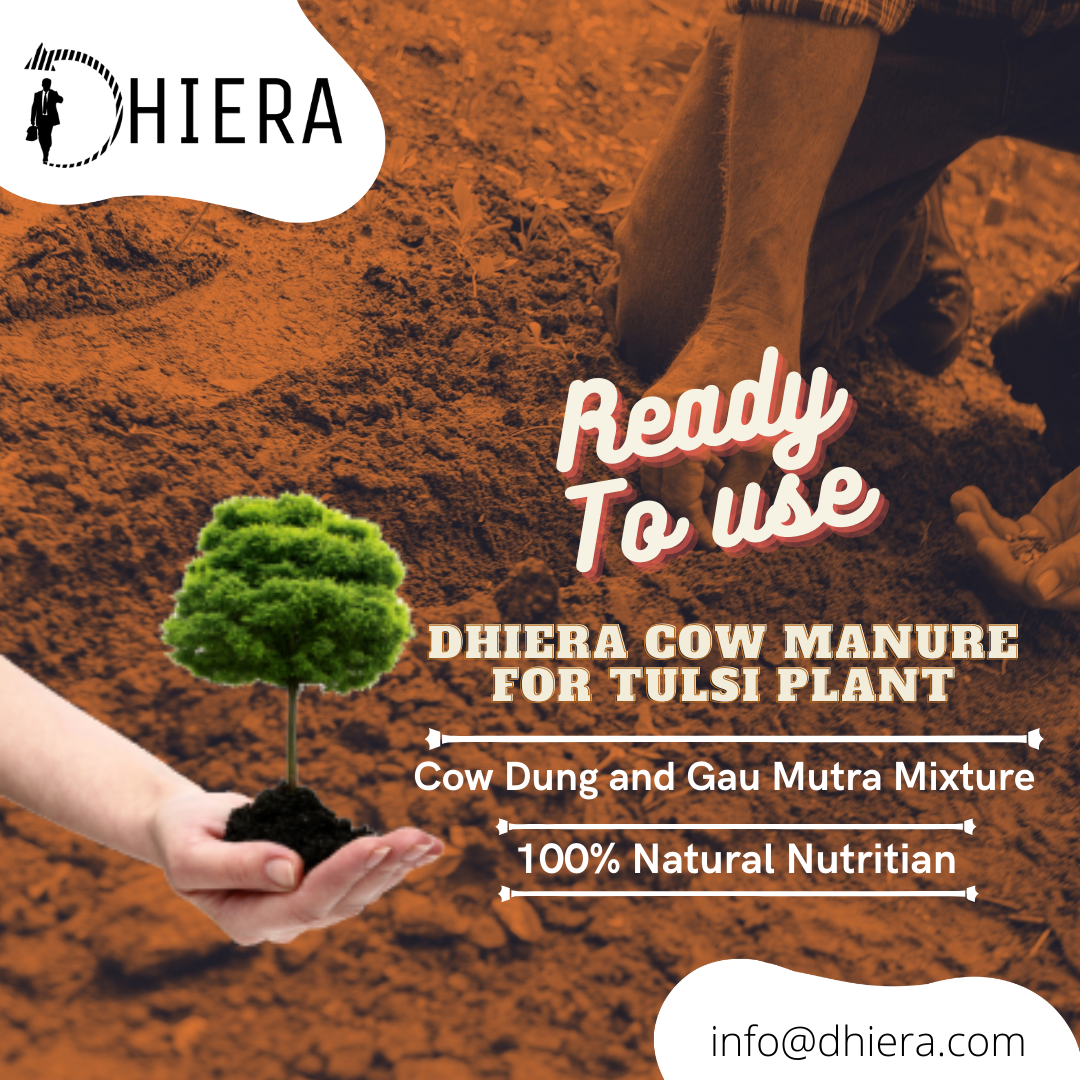 DHIERA
Ready
To use
DHIERA COW MANURE
FOR TULSI PLANT
Cow Dung and Gau Mutra Mixture
100% Natural Nutritian
info@dhiera.com